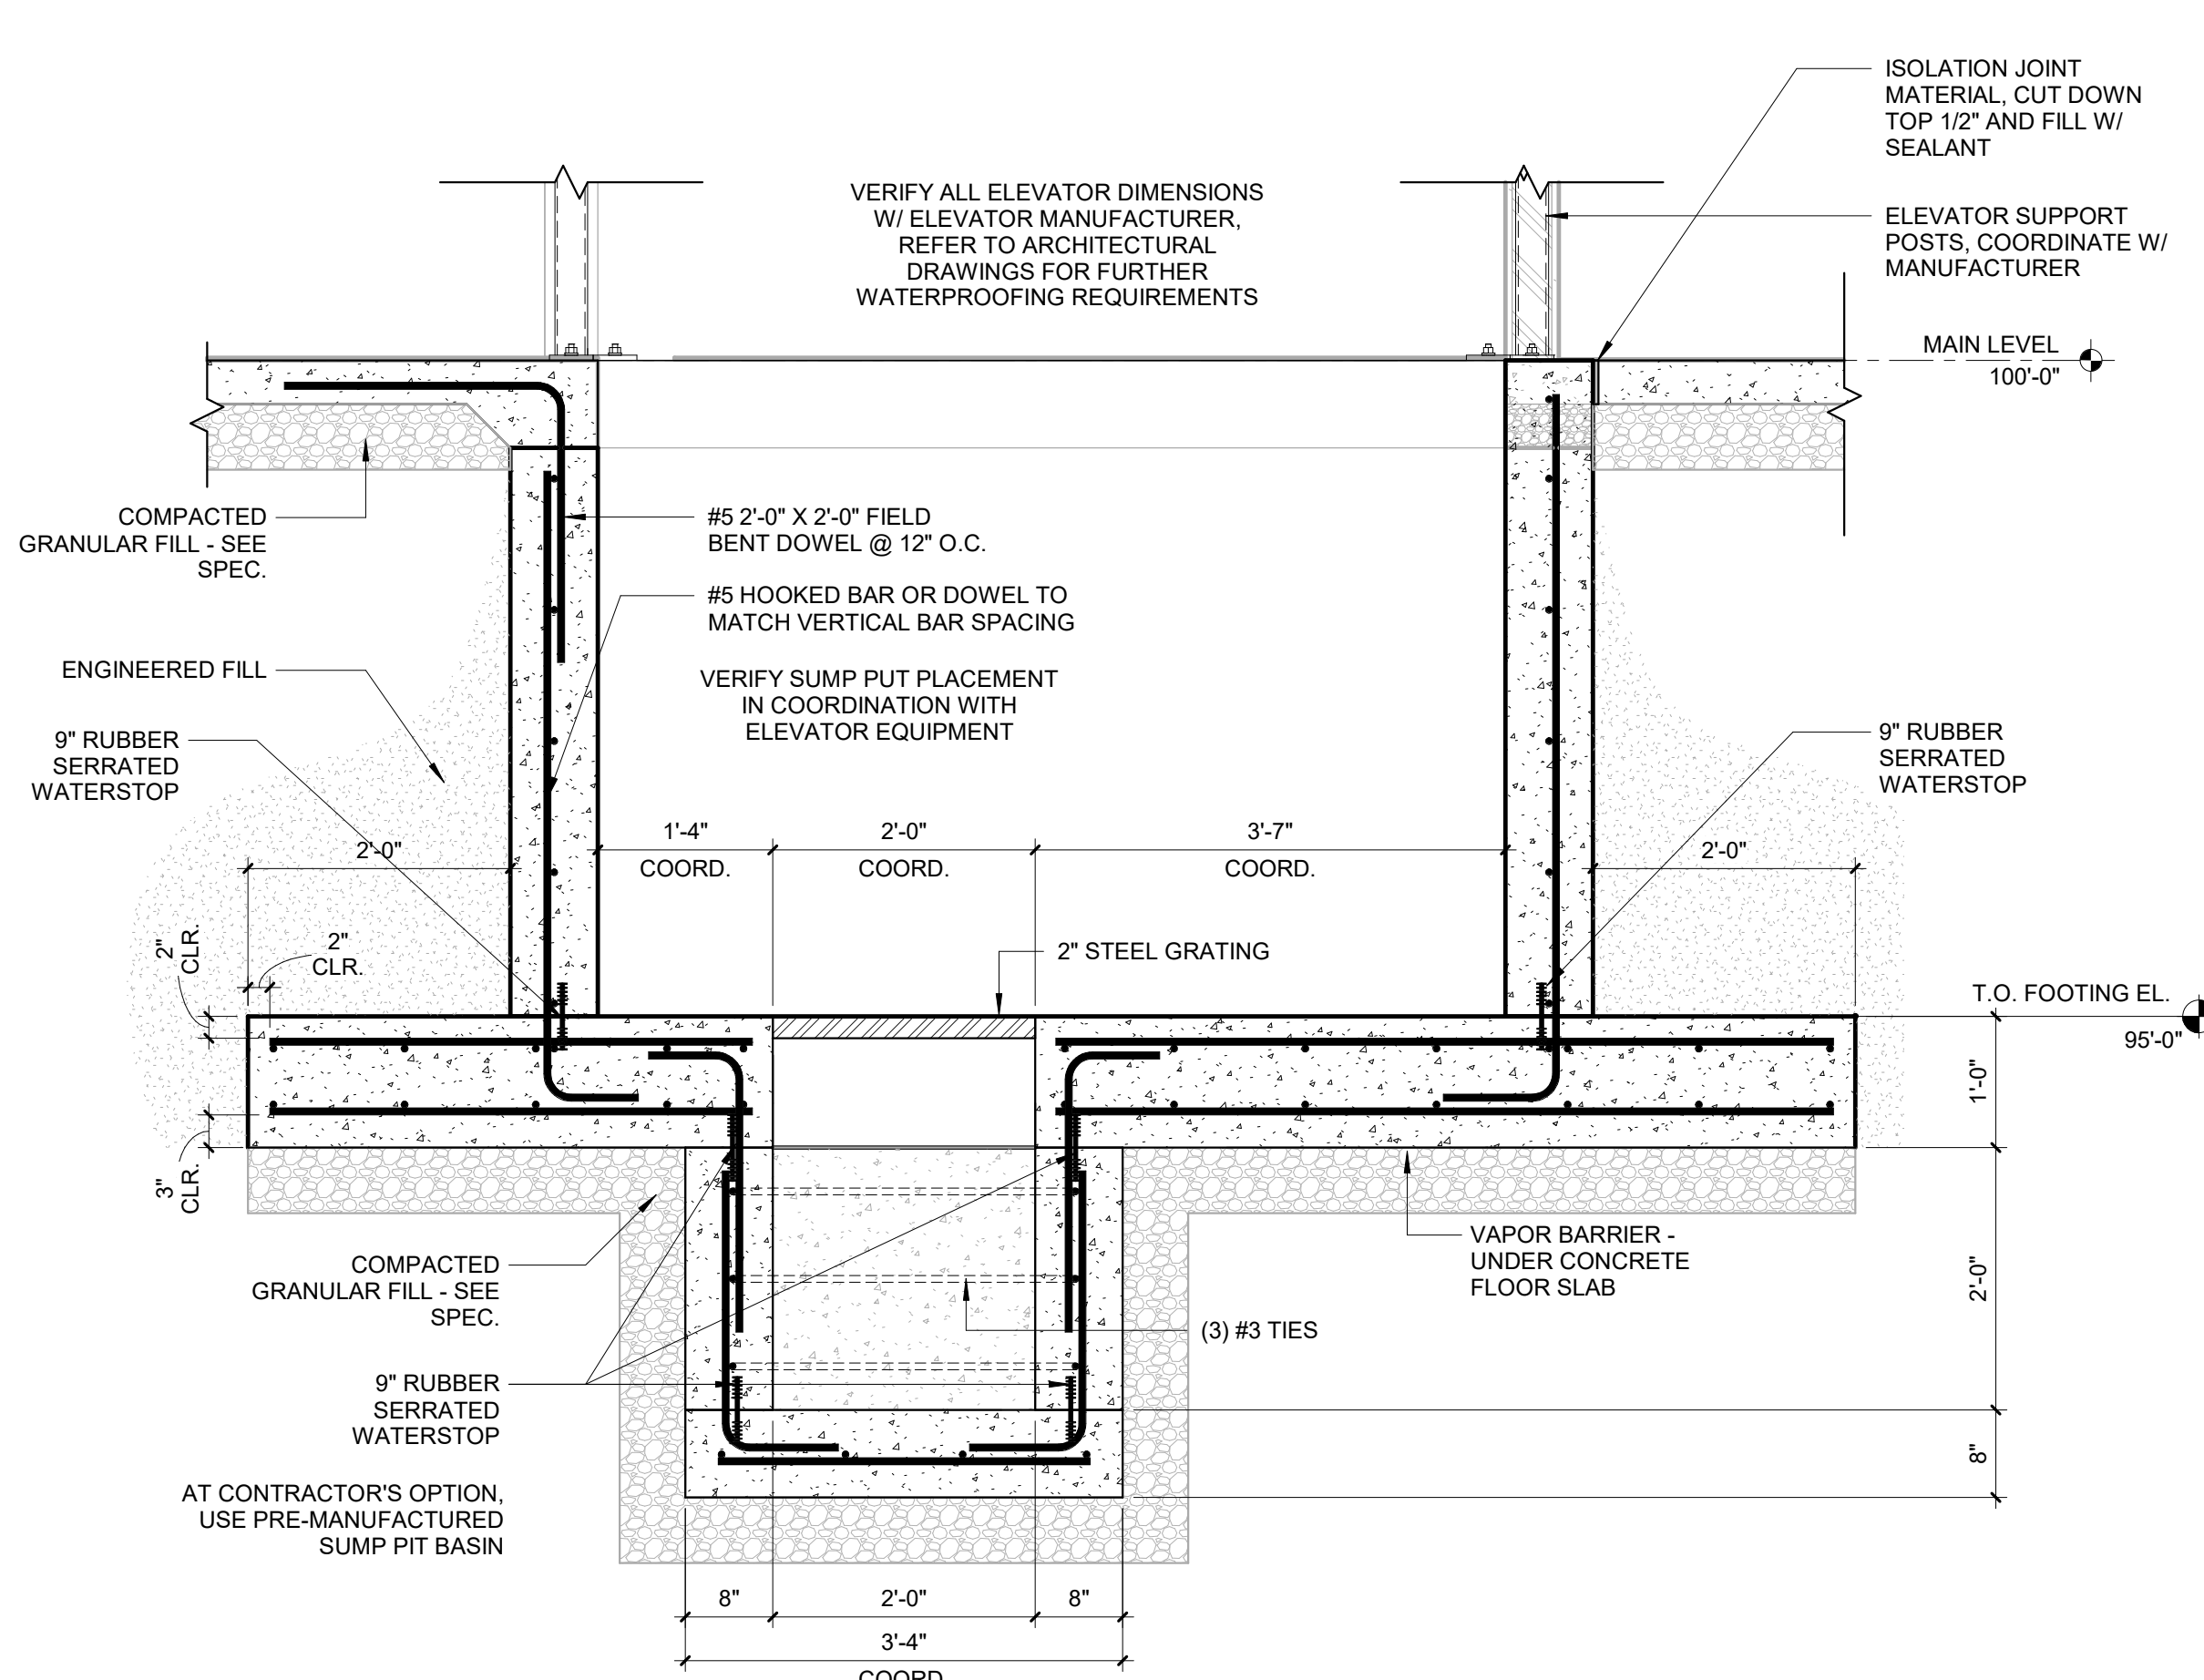 ISOLATION JOINT
MATERIAL, CUT DOWN
TOP 1/2" AND FILL W/
SEALANT
VERIFY ALL ELEVATOR DIMENSIONS
W/ ELEVATOR MANUFACTURER,
REFER TO ARCHITECTURAL
DRAWINGS FOR FURTHER
WATERPROOFING REQUIREMENTS
ELEVATOR SUPPORT
POSTS, COORDINATE W/
MANUFACTURER
MAIN LEVEL
100'-0"
COMPACTED
GRANULAR FILL - SEE
SPEC.
#5 2'-0" X 2'-0" FIELD
BENT DOWEL @ 12" O.C.
#5 HOOKED BAR OR DOWEL TO
MATCH VERTICAL BAR SPACING
ENGINEERED FILL
VERIFY SUMP PUT PLACEMENT
IN COORDINATION WITH
ELEVATOR EQUIPMENT
9" RUBBER
SERRATED
WATERSTOP
9" RUBBER
SERRATED
WATERSTOP
2'-0"
1'-4"
COORD.
2'-0"
COORD.
3'-7"
COORD.
2'-0"
2"
CLR.
2"
CLR.
2" STEEL GRATING
T.O. FOOTING EL.
95'-0"
1'-0"
3"
CLR.
COMPACTED
GRANULAR FILL - SEE
SPEC.
VAPOR BARRIER -
UNDER CONCRETE
FLOOR SLAB
2'-0"
(3) #3 TIES
9" RUBBER
SERRATED
WATERSTOP
8"
AT CONTRACTOR'S OPTION,
USE PRE-MANUFACTURED
SUMP PIT BASIN
8"
2'-0"
8"
3'-4"
COORD.